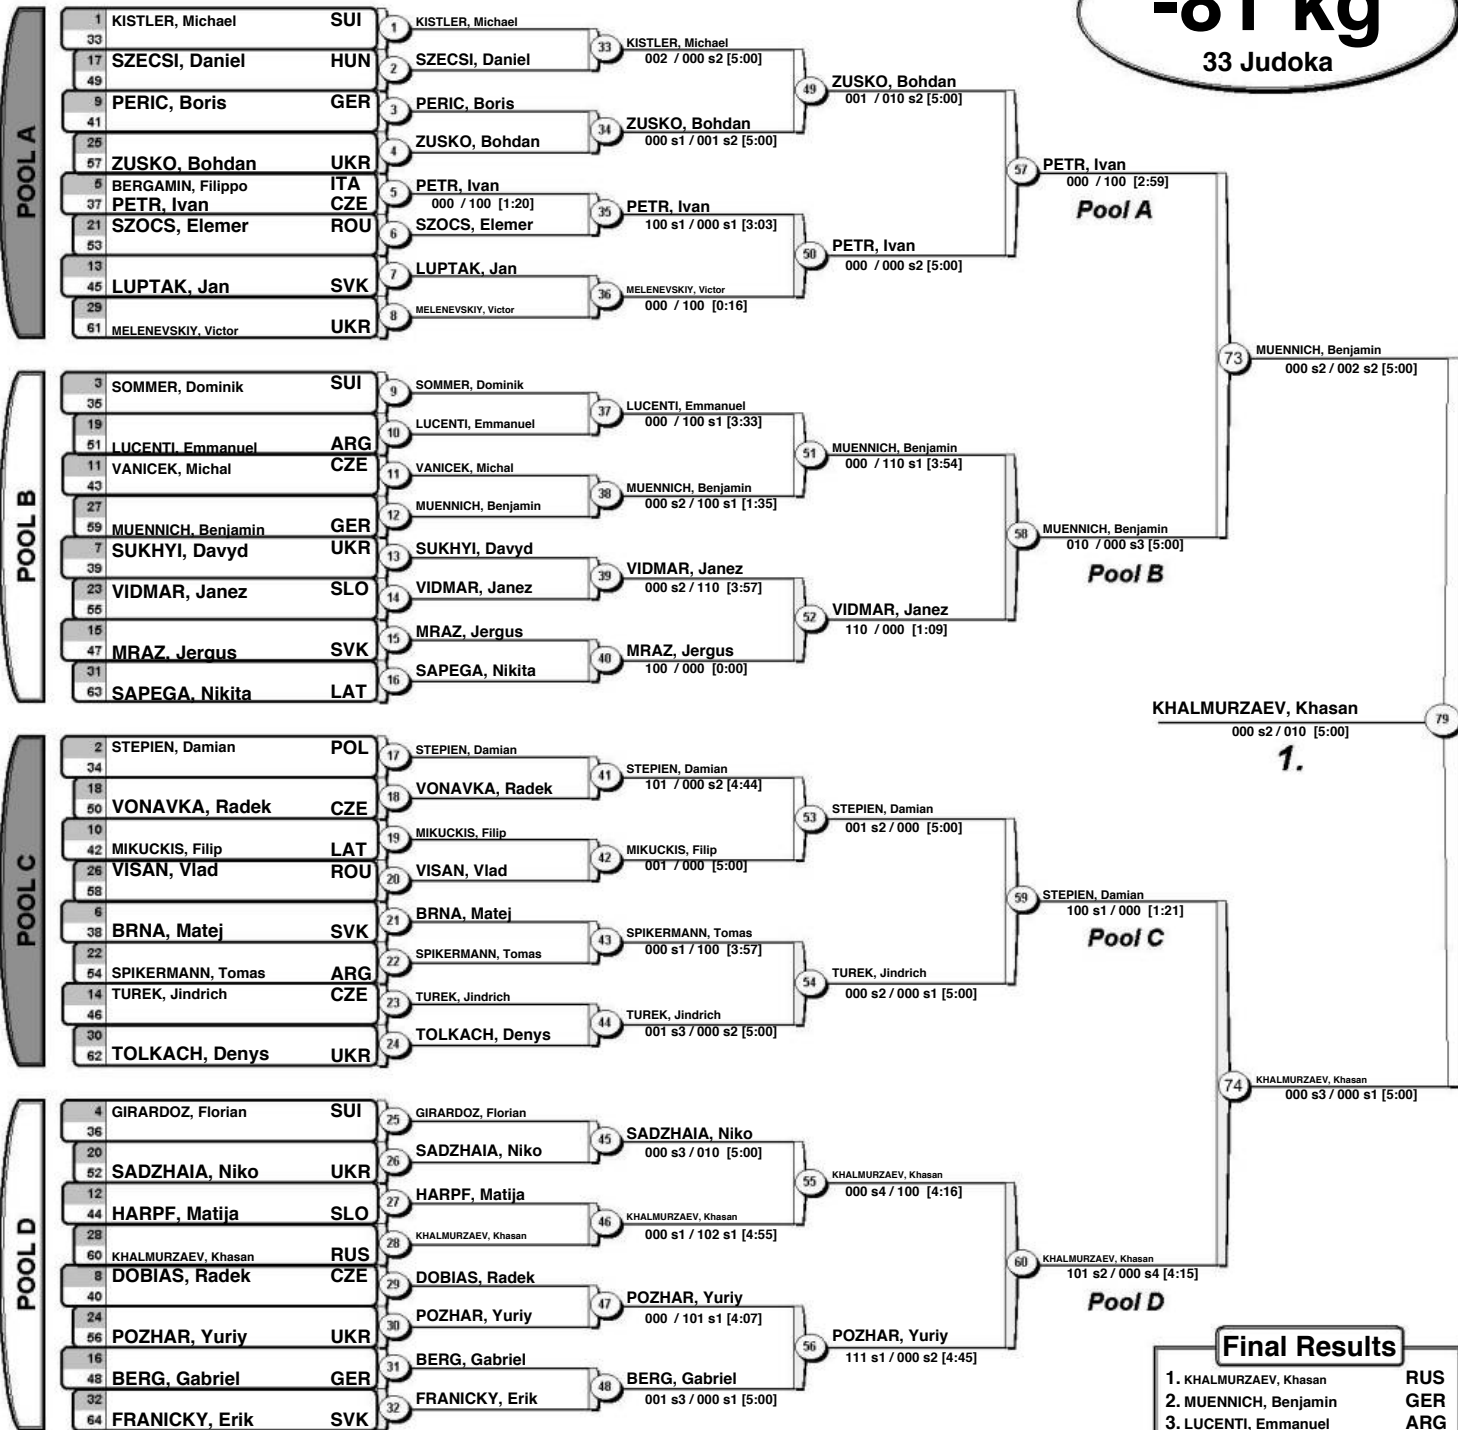 -81 kg
33 Judoka
POOL A
1 KISTLER, Michael SUI
33
17 SZECSI, Daniel HUN
49
9 PERIC, Boris GER
41
25
57 ZUSKO, Bohdan UKR
5 BERGAMIN, Filippo ITA
37 PETR, Ivan CZE
21 SZOCS, Elemer ROU
53
13
45 LUPTAK, Jan SVK
29
61 MELENEVSKIY, Victor UKR
1 KISTLER, Michael
2 SZECSI, Daniel
3 PERIC, Boris
4 ZUSKO, Bohdan
5 PETR, Ivan
000 / 100 [1:20]
6 SZOCS, Elemer
7 LUPTAK, Jan
8 MELENEVSKIY, Victor
33 KISTLER, Michael
002 / 000 s2 [5:00]
34 ZUSKO, Bohdan
000 s1 / 001 s2 [5:00]
35 PETR, Ivan
100 s1 / 000 s1 [3:03]
36 MELENEVSKIY, Victor
000 / 100 [0:16]
49 ZUSKO, Bohdan
001 / 010 s2 [5:00]
50 PETR, Ivan
000 / 000 s2 [5:00]
57 PETR, Ivan
000 / 100 [2:59]
Pool A
POOL B
3 SOMMER, Dominik SUI
35
19
51 LUCENTI, Emmanuel ARG
11 VANICEK, Michal CZE
43
27
59 MUENNICH, Benjamin GER
7 SUKHYI, Davyd UKR
39
23 VIDMAR, Janez SLO
55
15
47 MRAZ, Jergus SVK
31
63 SAPEGA, Nikita LAT
9 SOMMER, Dominik
10 LUCENTI, Emmanuel
11 VANICEK, Michal
12 MUENNICH, Benjamin
13 SUKHYI, Davyd
14 VIDMAR, Janez
15 MRAZ, Jergus
16 SAPEGA, Nikita
37 LUCENTI, Emmanuel
000 / 100 s1 [3:33]
38 MUENNICH, Benjamin
000 s2 / 100 s1 [1:35]
39 VIDMAR, Janez
000 s2 / 110 [3:57]
40 MRAZ, Jergus
100 / 000 [0:00]
51 MUENNICH, Benjamin
000 / 110 s1 [3:54]
52 VIDMAR, Janez
110 / 000 [1:09]
58 MUENNICH, Benjamin
010 / 000 s3 [5:00]
Pool B
73 MUENNICH, Benjamin
000 s2 / 002 s2 [5:00]
KHALMURZAEV, Khasan 79
000 s2 / 010 [5:00]
1.
POOL C
2 STEPIEN, Damian POL
34
18
50 VONAVKA, Radek CZE
10
42 MIKUCKIS, Filip LAT
26 VISAN, Vlad ROU
58
6
38 BRNA, Matej SVK
22
54 SPIKERMANN, Tomas ARG
14 TUREK, Jindrich CZE
46
30
62 TOLKACH, Denys UKR
17 STEPIEN, Damian
18 VONAVKA, Radek
19 MIKUCKIS, Filip
20 VISAN, Vlad
21 BRNA, Matej
22 SPIKERMANN, Tomas
23 TUREK, Jindrich
24 TOLKACH, Denys
41 STEPIEN, Damian
101 / 000 s2 [4:44]
42 MIKUCKIS, Filip
001 / 000 [5:00]
43 SPIKERMANN, Tomas
000 s1 / 100 [3:57]
44 TUREK, Jindrich
001 s3 / 000 s2 [5:00]
53 STEPIEN, Damian
001 s2 / 000 [5:00]
54 TUREK, Jindrich
000 s2 / 000 s1 [5:00]
59 STEPIEN, Damian
100 s1 / 000 [1:21]
Pool C
74 KHALMURZAEV, Khasan
000 s3 / 000 s1 [5:00]
POOL D
4 GIRARDOZ, Florian SUI
36
20
52 SADZHAIA, Niko UKR
12
44 HARPF, Matija SLO
28
60 KHALMURZAEV, Khasan RUS
8 DOBIAS, Radek CZE
40
24
56 POZHAR, Yuriy UKR
16
48 BERG, Gabriel GER
32
64 FRANICKY, Erik SVK
25 GIRARDOZ, Florian
26 SADZHAIA, Niko
27 HARPF, Matija
28 KHALMURZAEV, Khasan
29 DOBIAS, Radek
30 POZHAR, Yuriy
31 BERG, Gabriel
32 FRANICKY, Erik
45 SADZHAIA, Niko
000 s3 / 010 [5:00]
46 KHALMURZAEV, Khasan
000 s1 / 102 s1 [4:55]
47 POZHAR, Yuriy
000 / 101 s1 [4:07]
48 BERG, Gabriel
001 s3 / 000 s1 [5:00]
55 KHALMURZAEV, Khasan
000 s4 / 100 [4:16]
56 POZHAR, Yuriy
111 s1 / 000 s2 [4:45]
60 KHALMURZAEV, Khasan
101 s2 / 000 s4 [4:15]
Pool D
Final Results
1. KHALMURZAEV, Khasan RUS
2. MUENNICH, Benjamin GER
3. LUCENTI, Emmanuel ARG